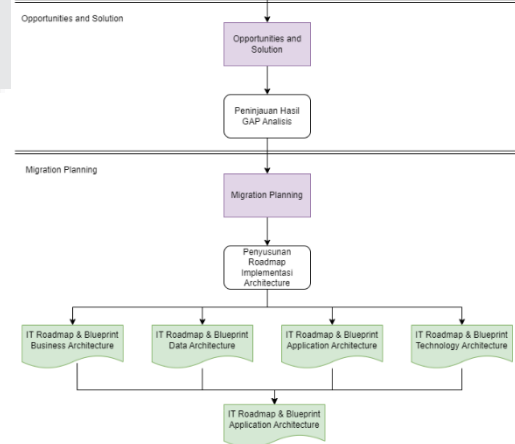 Opportunities and Solution
Opportunities and
Solution
Peninjauan Hasil
GAP Analisis
Migration Planning
Migration Planning
Penyusunan
Roadmap
Implementasi
Architecture
IT Roadmap & Blueprint
Business Architecture
IT Roadmap & Blueprint
Data Architecture
IT Roadmap & Blueprint
Application Architecture
IT Roadmap & Blueprint
Technology Architecture
IT Roadmap & Blueprint
Application Architecture